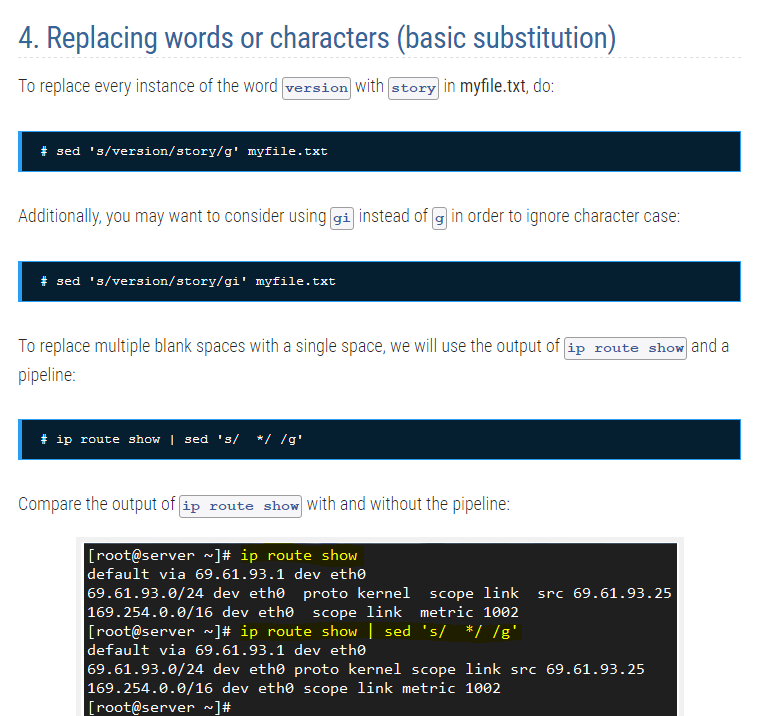 4. Replacing words or characters (basic substitution)
To replace every instance of the word version with story in myfile.txt, do:
# sed 's/version/story/g' myfile.txt
Additionally, you may want to consider using gi instead of g in order to ignore character case:
# sed 's/version/story/gi' myfile.txt
To replace multiple blank spaces with a single space, we will use the output of ip route show and a
pipeline:
# ip route show | sed 's/  */ /g'
Compare the output of ip route show with and without the pipeline:
[root@server ~]# ip route show
default via 69.61.93.1 dev eth0
69.61.93.0/24 dev eth0  proto kernel  scope link  src 69.61.93.25
169.254.0.0/16 dev eth0  scope link  metric 1002
[root@server ~]# ip route show | sed 's/  */ /g'
default via 69.61.93.1 dev eth0
69.61.93.0/24 dev eth0 proto kernel scope link src 69.61.93.25
169.254.0.0/16 dev eth0 scope link metric 1002
[root@server ~]#